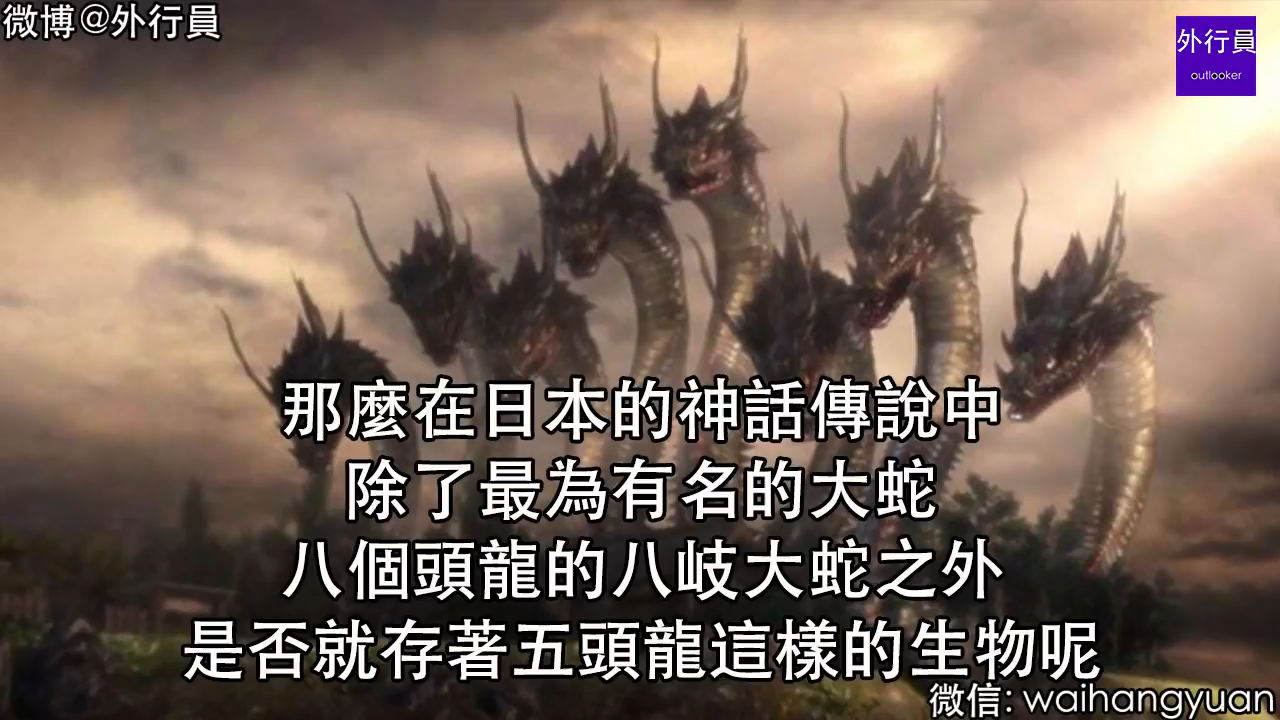 微博@外行員
外行員
outlooker
那麼在日本的神話傳說中
除了最為有名的大蛇
八個頭龍的八岐大蛇之外
是否就存著五頭龍這樣的生物呢
微信: waihangyuan